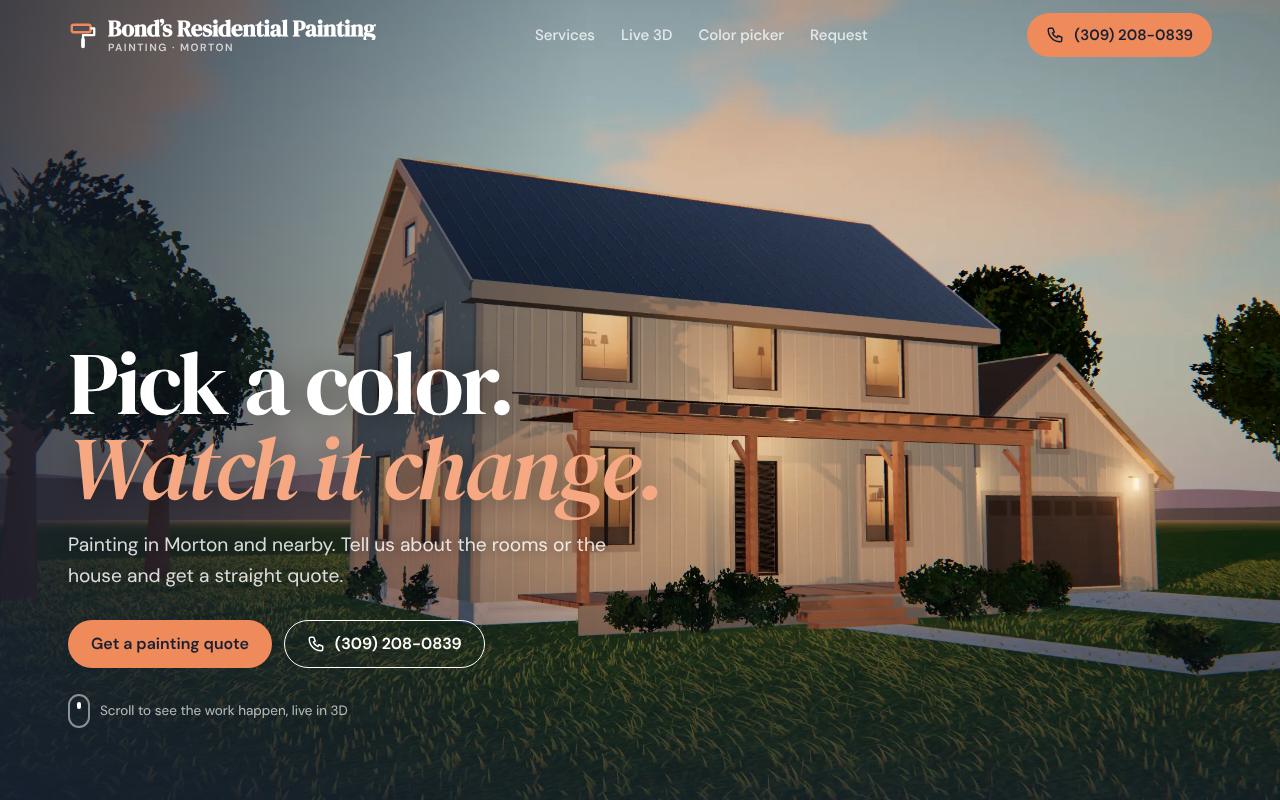 Bond's Residential Painting
PAINTING · MORTON
Services
Live 3D
Color picker
Request
(309) 208-0839
Pick a color.
Watch it change.
Painting in Morton and nearby. Tell us about the rooms or the
house and get a straight quote.
Get a painting quote
(309) 208-0839
Scroll to see the work happen, live in 3D